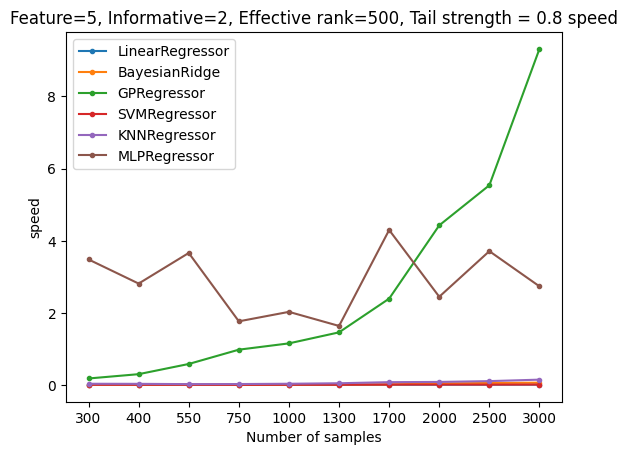 Feature=5, Informative=2, Effective rank=500, Tail strength = 0.8 speed
LinearRegressor
BayesianRidge
GPRegressor
SVMRegressor
KNNRegressor
MLPRegressor
8
6
4
2
0
speed
300 400 550 750 1000 1300 1700 2000 2500 3000
Number of samples